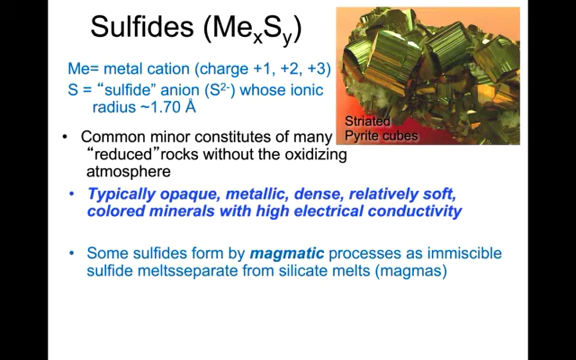 Sulfides (MexSy)
Me= metal cation (charge +1, +2, +3)
S = “sulfide” anion (S2-) whose ionic
radius ~1.70 Å
Striated
Pyrite cubes
• Common minor constitutes of many
“reduced” rocks without the oxidizing
atmosphere
• Typically opaque, metallic, dense, relatively soft,
colored minerals with high electrical conductivity
• Some sulfides form by magmatic processes as immiscible
sulfide meltsseparate from silicate melts (magmas)